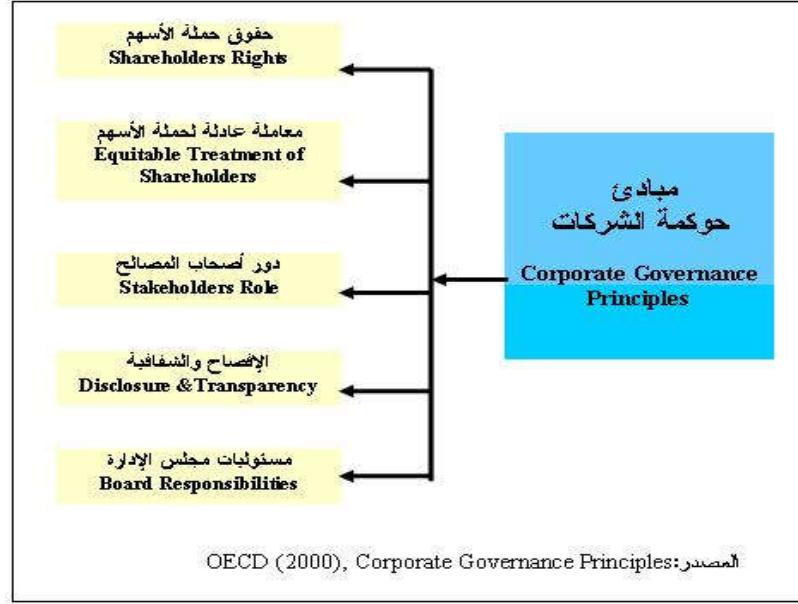 حقوق حملة الأسهم
Shareholders Rights
معاملة عادلة لحملة الأسهم
Equitable Treatment of
Shareholders
دور أصحاب المصالح
Stakeholders Role
الإفصاح والشفافية
Disclosure &Transparency
مسئوليات مجلس الإدارة
Board Responsibilities
مبادئ
حوكمة الشركات
Corporate Governance
Principles
المصدر:OECD (2000), Corporate Governance Principles